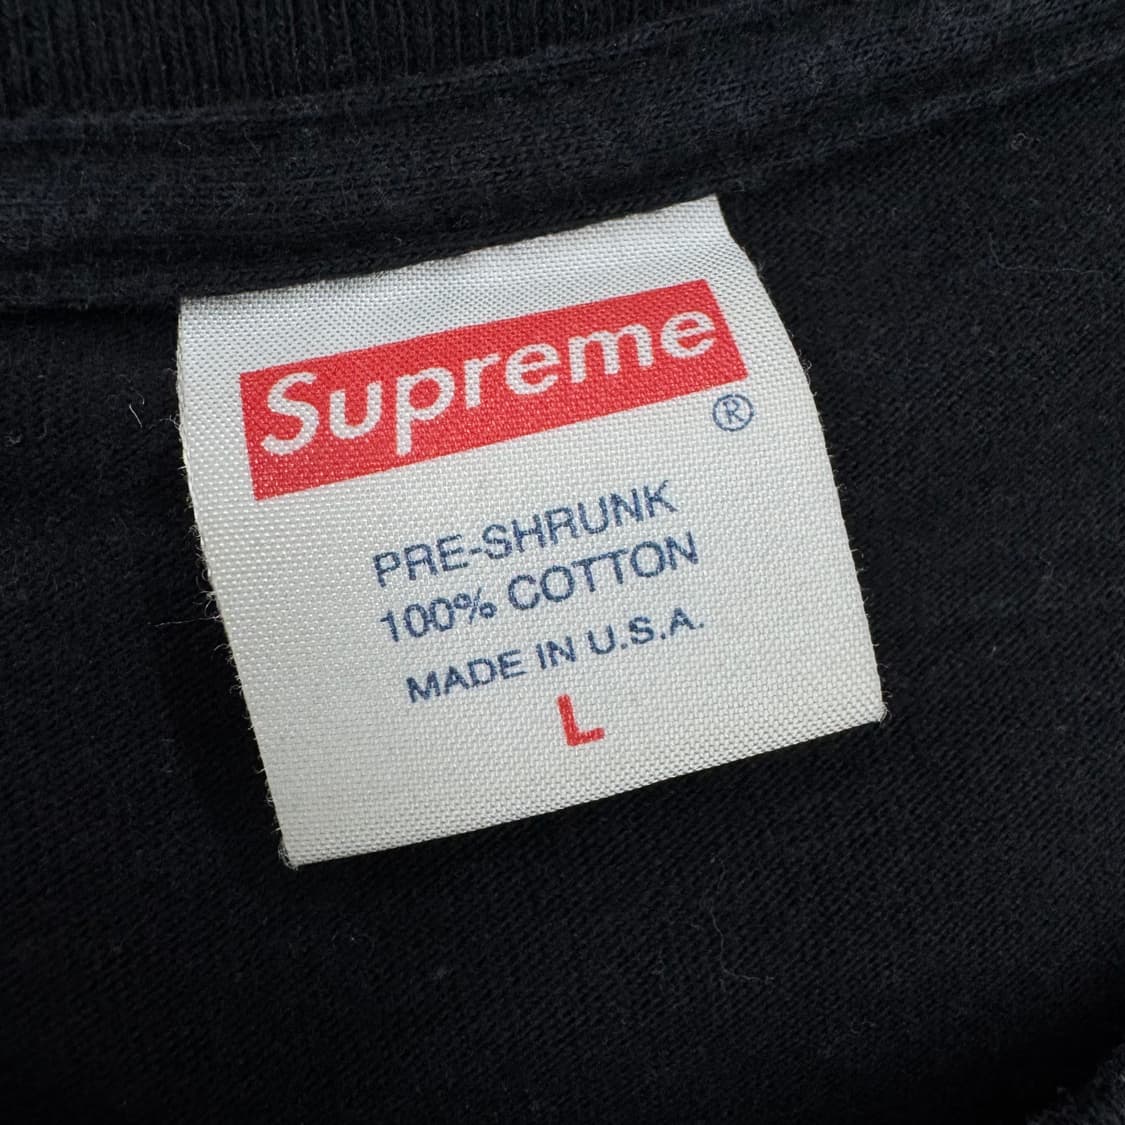 Supreme
®
PRE-SHRUNK
100% COTTON
MADE IN U.S.A.
L